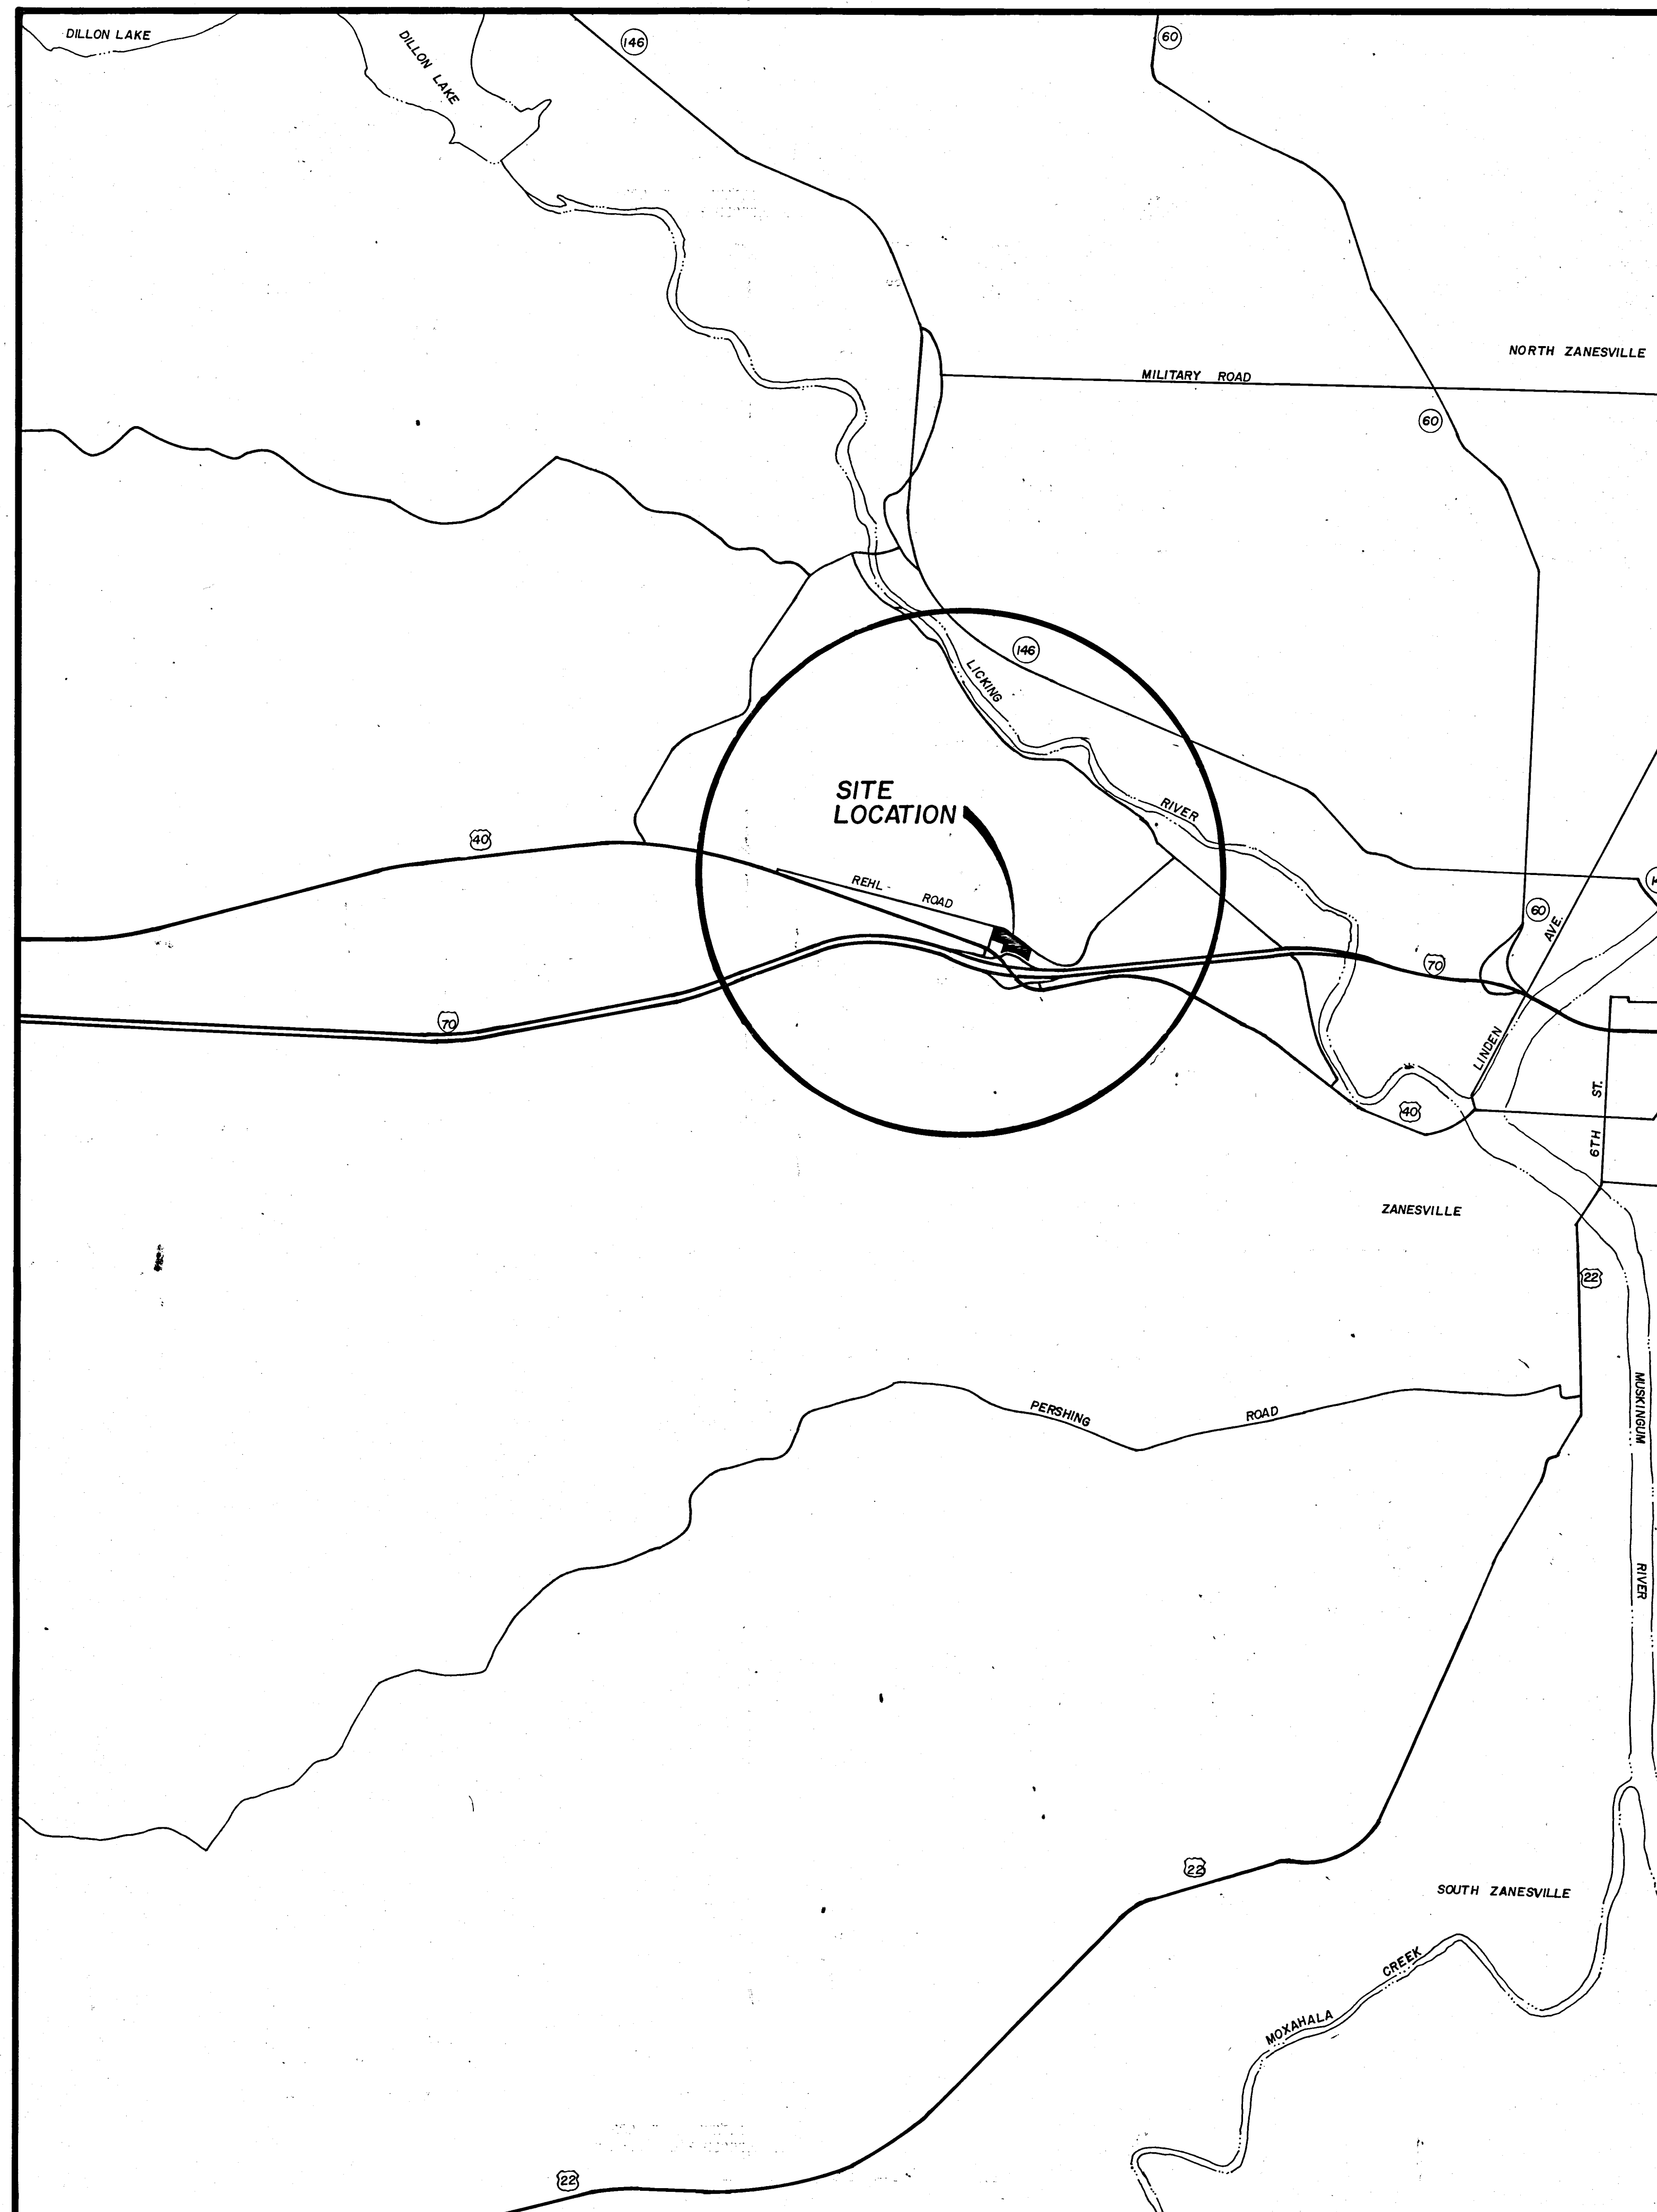 DILLON LAKE
DILLON LAKE
146
60
NORTH ZANESVILLE
MILITARY ROAD
60
146
LICKING
RIVER
SITE
LOCATION
40
REHL ROAD
60
AVE.
70
70
LINDEN
6TH ST.
40
ZANESVILLE
22
PERSHING ROAD
MUSKINGUM
RIVER
22
SOUTH ZANESVILLE
MOXAHALA CREEK
22